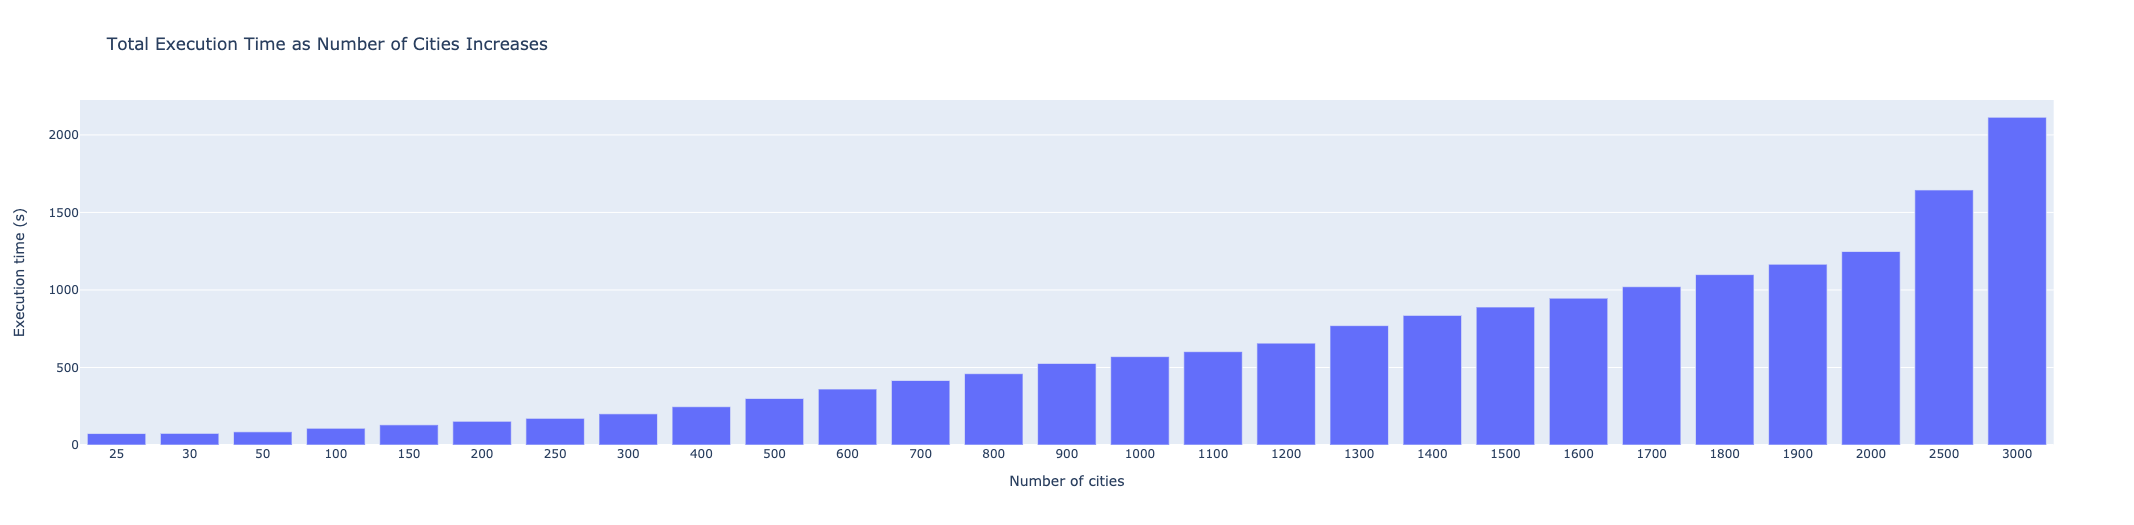 Total Execution Time as Number of Cities Increases
2000
1500
1000
500
0
Execution time (s)
25 30 50 100 150 200 250 300 400 500 600 700 800 900 1000 1100 1200 1300 1400 1500 1600 1700 1800 1900 2000 2500 3000
Number of cities